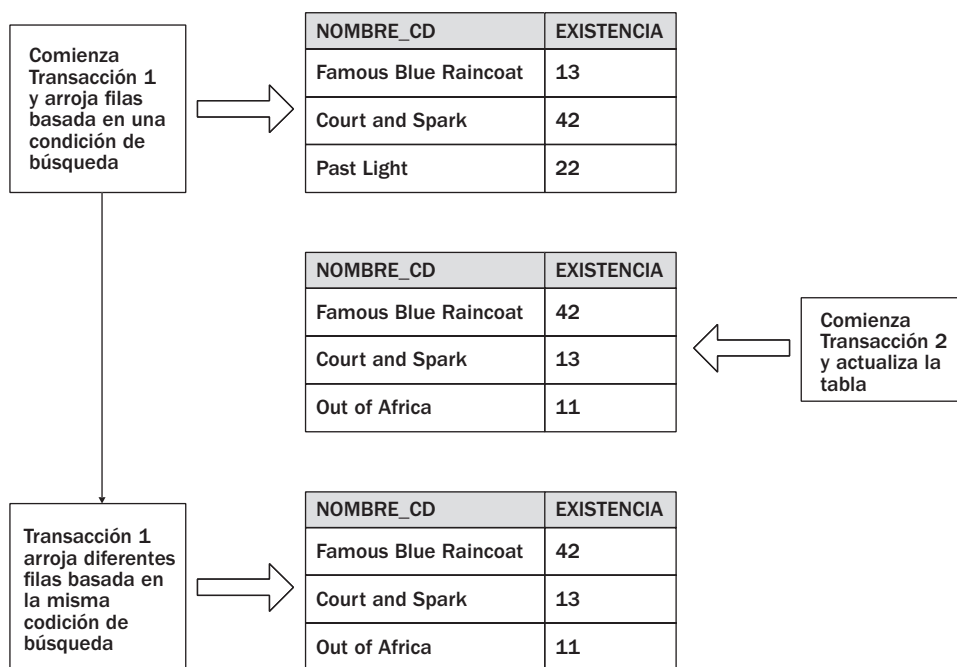 Comienza
Transacción 1
y arroja filas
basada en una
condición de
búsqueda
NOMBRE_CD EXISTENCIA
Famous Blue Raincoat 13
Court and Spark 42
Past Light 22
NOMBRE_CD EXISTENCIA
Famous Blue Raincoat 42
Court and Spark 13
Out of Africa 11
Comienza
Transacción 2
y actualiza la
tabla
Transacción 1
arroja diferentes
filas basada en
la misma
codición de
búsqueda
NOMBRE_CD EXISTENCIA
Famous Blue Raincoat 42
Court and Spark 13
Out of Africa 11